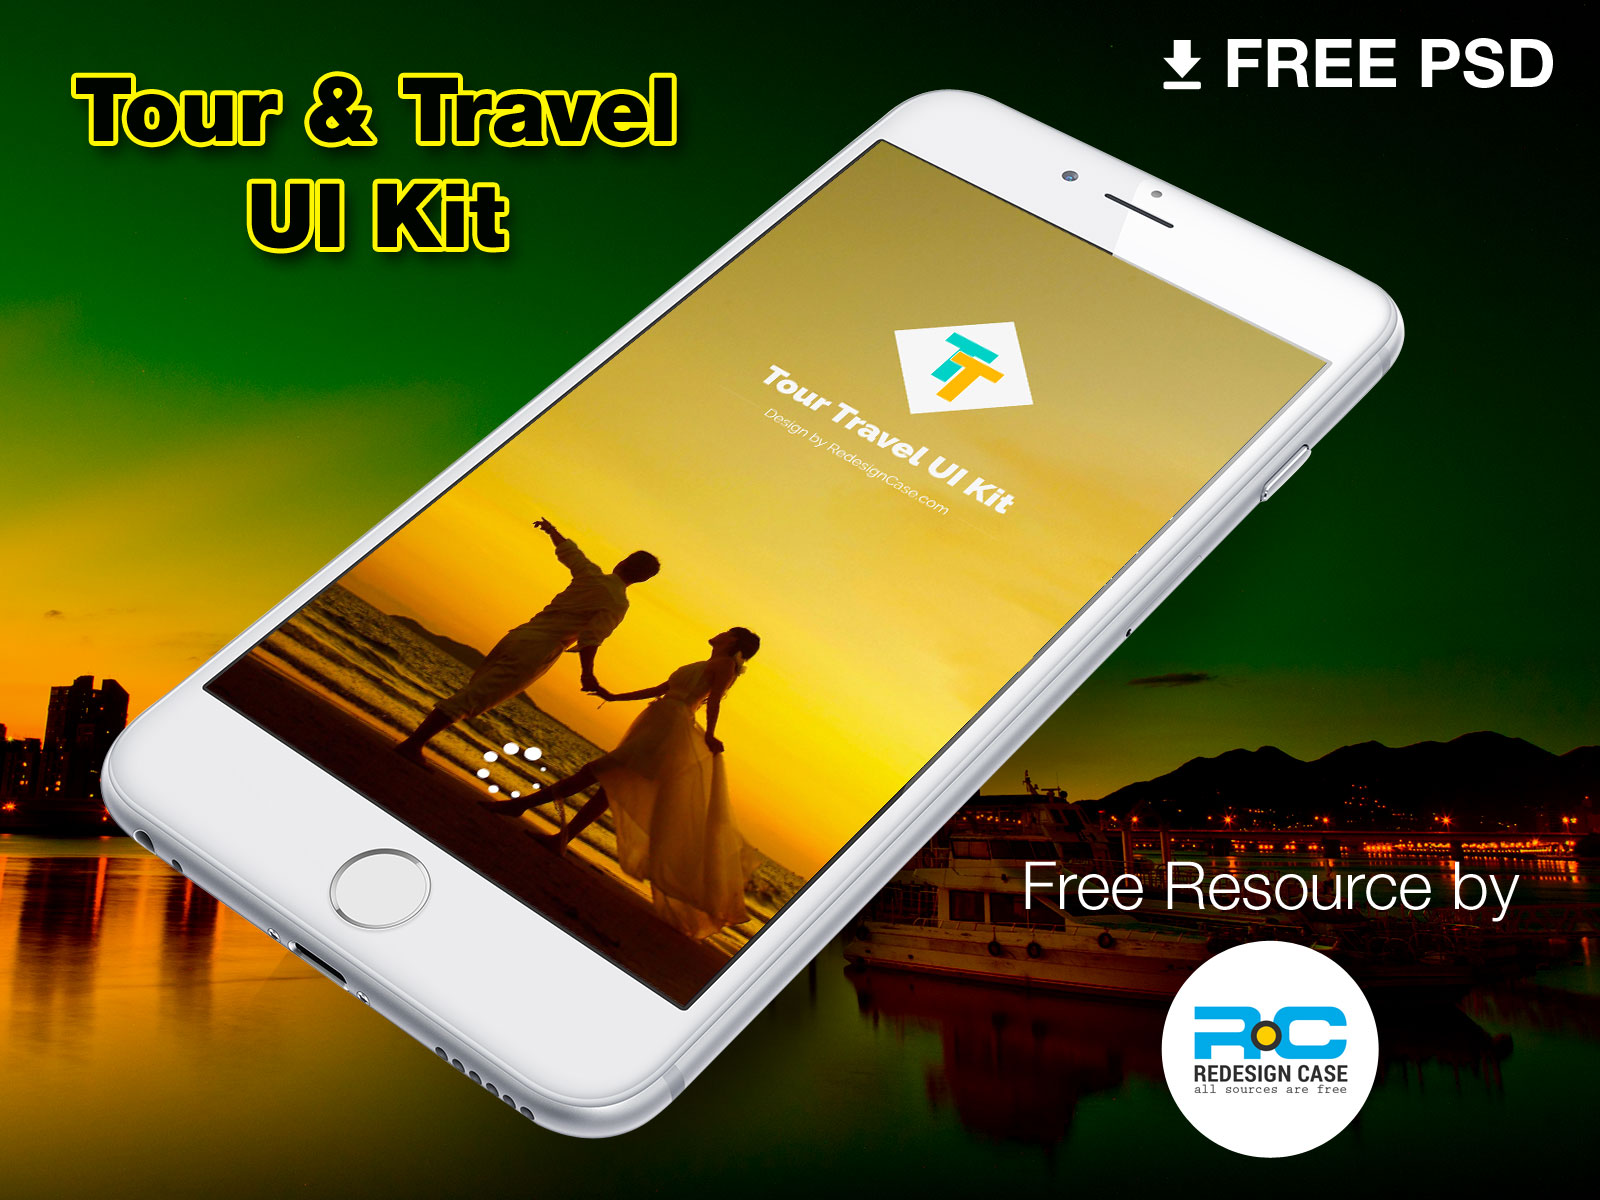 Tour & Travel
UI Kit
FREE PSD
TT
Tour Travel UI Kit
Design by RedesignCase.com
Free Resource by
RC
REDESIGN CASE
all sources are free